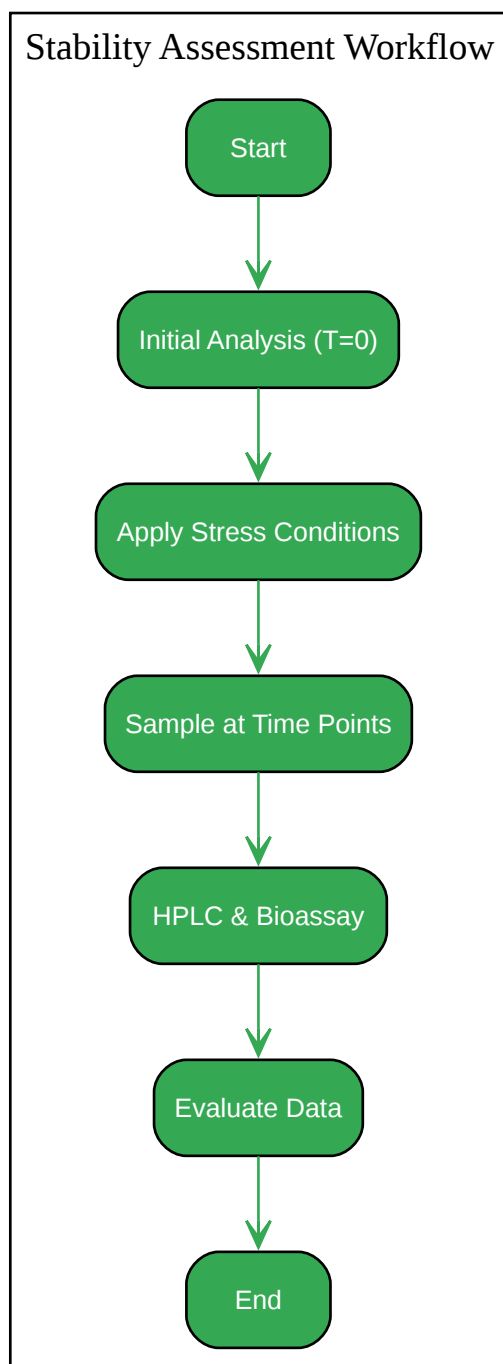 Stability Assessment Workflow
Start
Initial Analysis (T=0)
Apply Stress Conditions
Sample at Time Points
HPLC & Bioassay
Evaluate Data
End